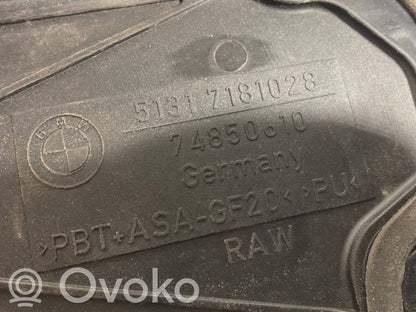 BMW
5131 7181028
74850610
Germany
>PBT+ASA-GF20< >PU<
RAW
Ovoko